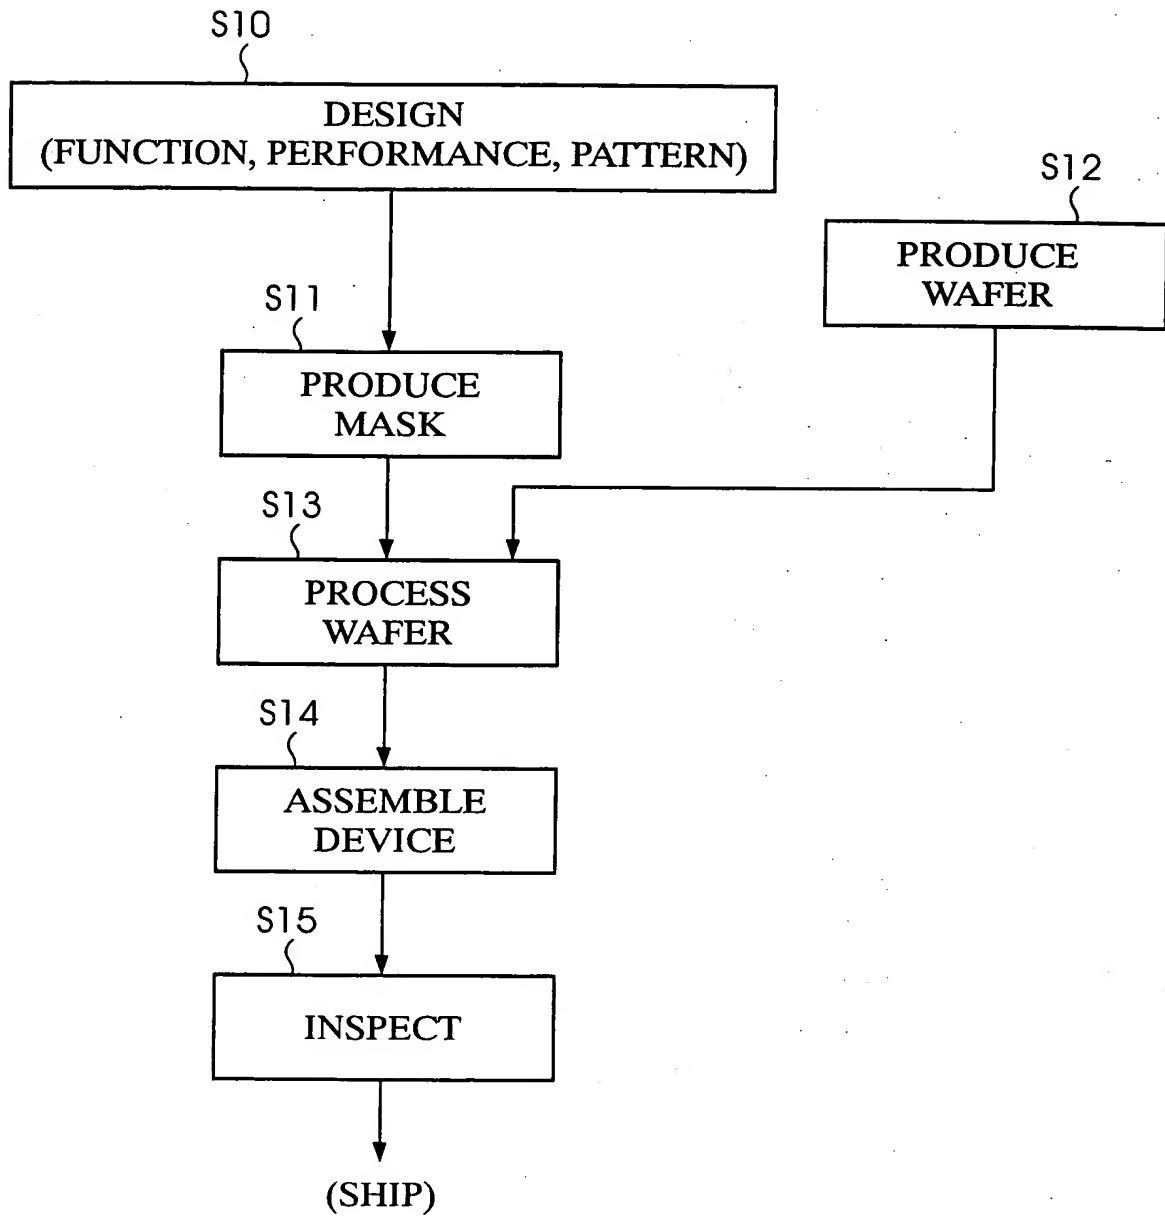 S10
DESIGN
(FUNCTION, PERFORMANCE, PATTERN)
S12
PRODUCE
WAFER
S11
PRODUCE
MASK
S13
PROCESS
WAFER
S14
ASSEMBLE
DEVICE
S15
INSPECT
(SHIP)